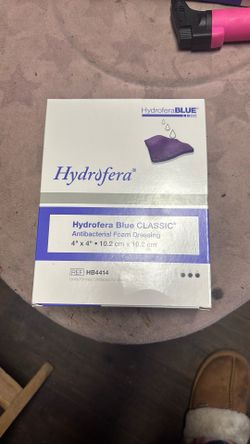 HydroferaBLUE
Hydrofera®
Hydrofera Blue CLASSIC®
Antibacterial Foam Dressing
4" x 4" • 10.2 cm x 10.2 cm
REF HB4414